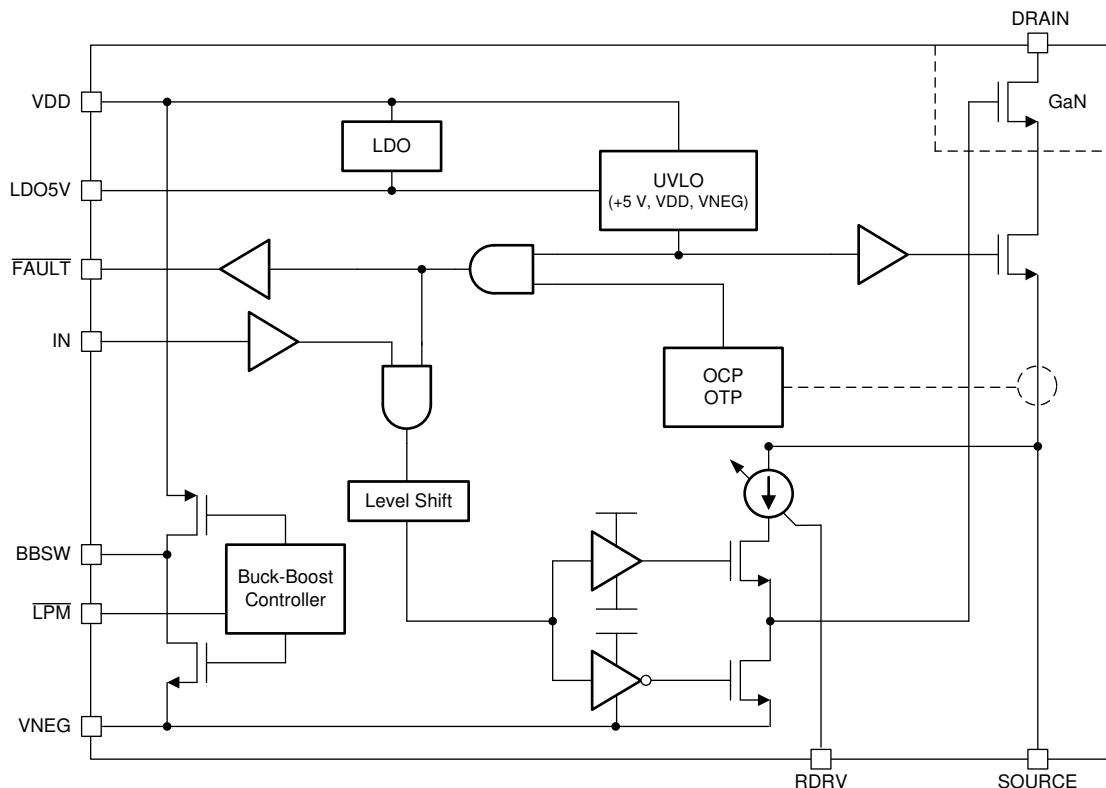 DRAIN
VDD
GaN
LDO
UVLO
(+5 V, VDD, VNEG)
LDO5V
FAULT
IN
OCP
OTP
Level Shift
BBSW
Buck-Boost
Controller
LPM
VNEG
RDRV
SOURCE